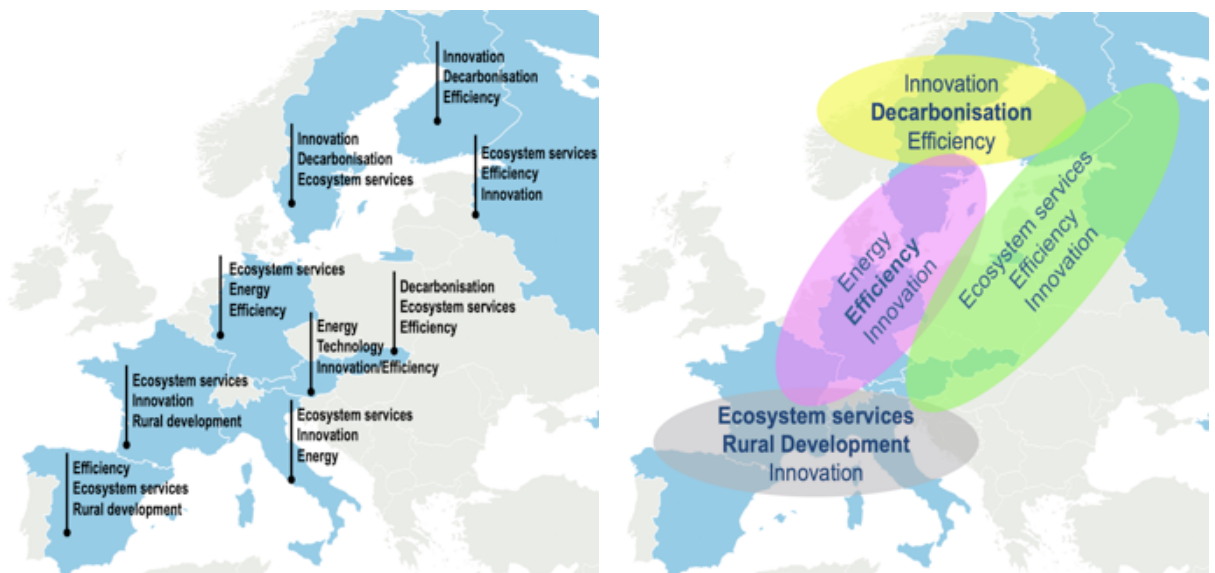 Innovation
Decarbonisation
Efficiency
Innovation
Decarbonisation
Ecosystem services
Ecosystem services
Efficiency
Innovation
Ecosystem services
Energy
Efficiency
Decarbonisation
Ecosystem services
Efficiency
Energy
Technology
Innovation/Efficiency
Ecosystem services
Innovation
Rural development
Ecosystem services
Innovation
Energy
Efficiency
Ecosystem services
Rural development
Innovation
Decarbonisation
Efficiency
Energy
Efficiency
Innovation
Ecosystem services
Efficiency
Innovation
Ecosystem services
Rural Development
Innovation